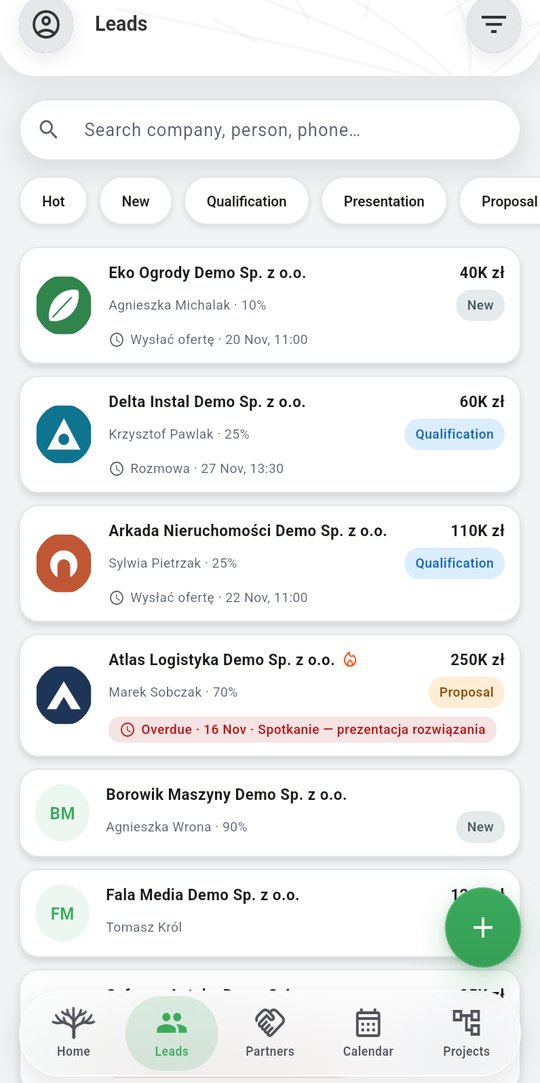 Leads
Search company, person, phone…
Hot New Qualification Presentation Proposal
Eko Ogrody Demo Sp. z o.o. 40K zł
Agnieszka Michalak · 10% New
Wysłać ofertę · 20 Nov, 11:00
Delta Instal Demo Sp. z o.o. 60K zł
Krzysztof Pawlak · 25% Qualification
Rozmowa · 27 Nov, 13:30
Arkada Nieruchomości Demo Sp. z o.o. 110K zł
Sylwia Pietrzak · 25% Qualification
Wysłać ofertę · 22 Nov, 11:00
Atlas Logistyka Demo Sp. z o.o. 250K zł
Marek Sobczak · 70% Proposal
Overdue · 16 Nov · Spotkanie — prezentacja rozwiązania
BM Borowik Maszyny Demo Sp. z o.o.
Agnieszka Wrona · 90% New
FM Fala Media Demo Sp. z o.o.
Tomasz Król
Home Leads Partners Calendar Projects